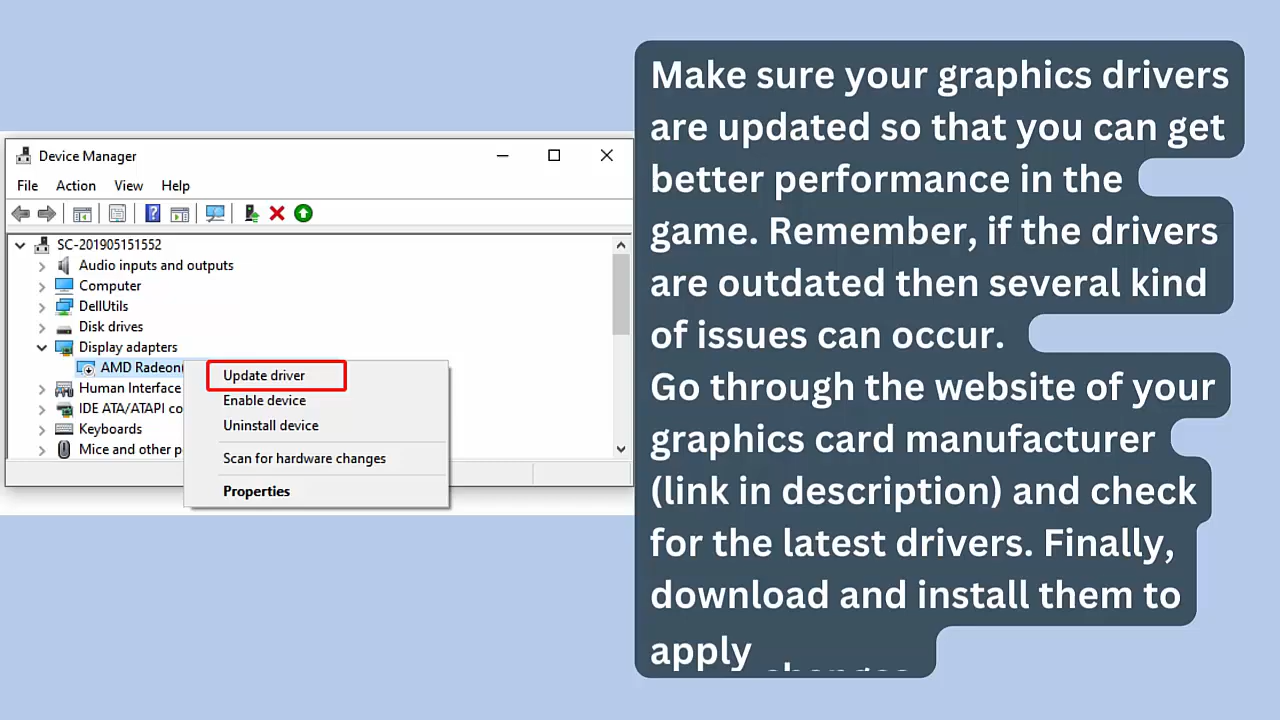 Device Manager
File Action View Help
SC-201905151552
Audio inputs and outputs
Computer
DellUtils
Disk drives
Display adapters
AMD Radeon
Human Interface
IDE ATA/ATAPI co
Keyboards
Mice and other p
Update driver
Enable device
Uninstall device
Scan for hardware changes
Properties
Make sure your graphics drivers
are updated so that you can get
better performance in the
game. Remember, if the drivers
are outdated then several kind
of issues can occur.
Go through the website of your
graphics card manufacturer
(link in description) and check
for the latest drivers. Finally,
download and install them to
apply